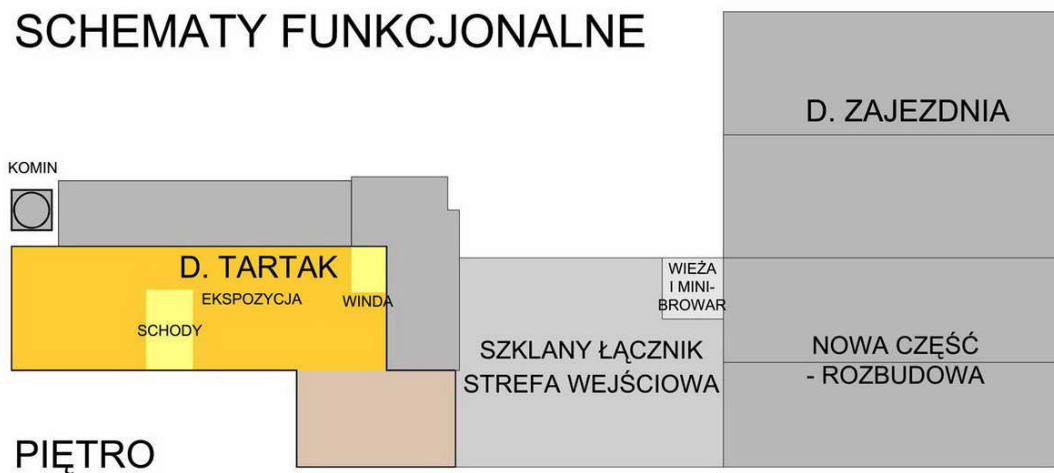 SCHEMATY FUNKCJONALNE
D. ZAJEZDNIA
KOMIN
D. TARTAK
EKSPOZYCJA
WINDA
SCHODY
WIEŻA
I MINI-
BROWAR
SZKLANY ŁĄCZNIK
STREFA WEJŚCIOWA
NOWA CZĘŚĆ
- ROZBUDOWA
PIĘTRO